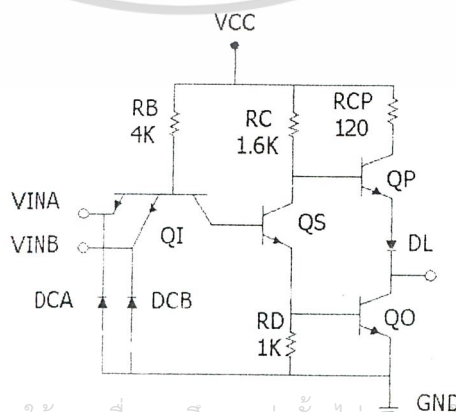 VCC
RB
4K
RC
1.6K
RCP
120
QP
VINA
VINB
QI
QS
DL
DCA
DCB
RD
1K
QO
GND